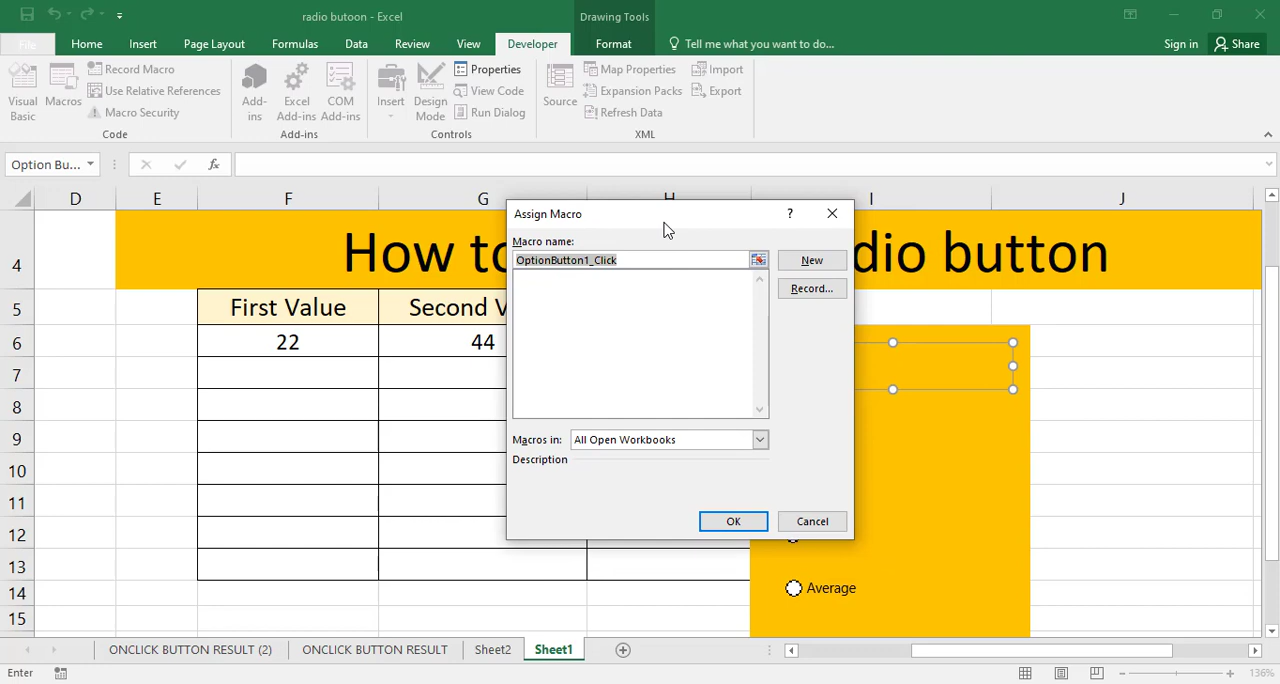 radio butoon - Excel
Drawing Tools
File Home Insert Page Layout Formulas Data Review View Developer Format Tell me what you want to do... Sign in Share
Visual Basic
Macros
Record Macro
Use Relative References
Macro Security
Code
Add-ins
Excel Add-ins
COM Add-ins
Add-ins
Insert
Design Mode
Properties
View Code
Run Dialog
Controls
Source
Map Properties
Expansion Packs
Refresh Data
Import
Export
XML
Option Bu... fx
D E F G H I J
4 How to radio button
5 First Value Second V
6 22 44
7
8
9
10
11
12
13
14
15
Average
Assign Macro ?
Macro name:
OptionButton1_Click
New
Record...
Macros in: All Open Workbooks
Description
OK Cancel
ONCLICK BUTTON RESULT (2) ONCLICK BUTTON RESULT Sheet2 Sheet1
Enter 136%